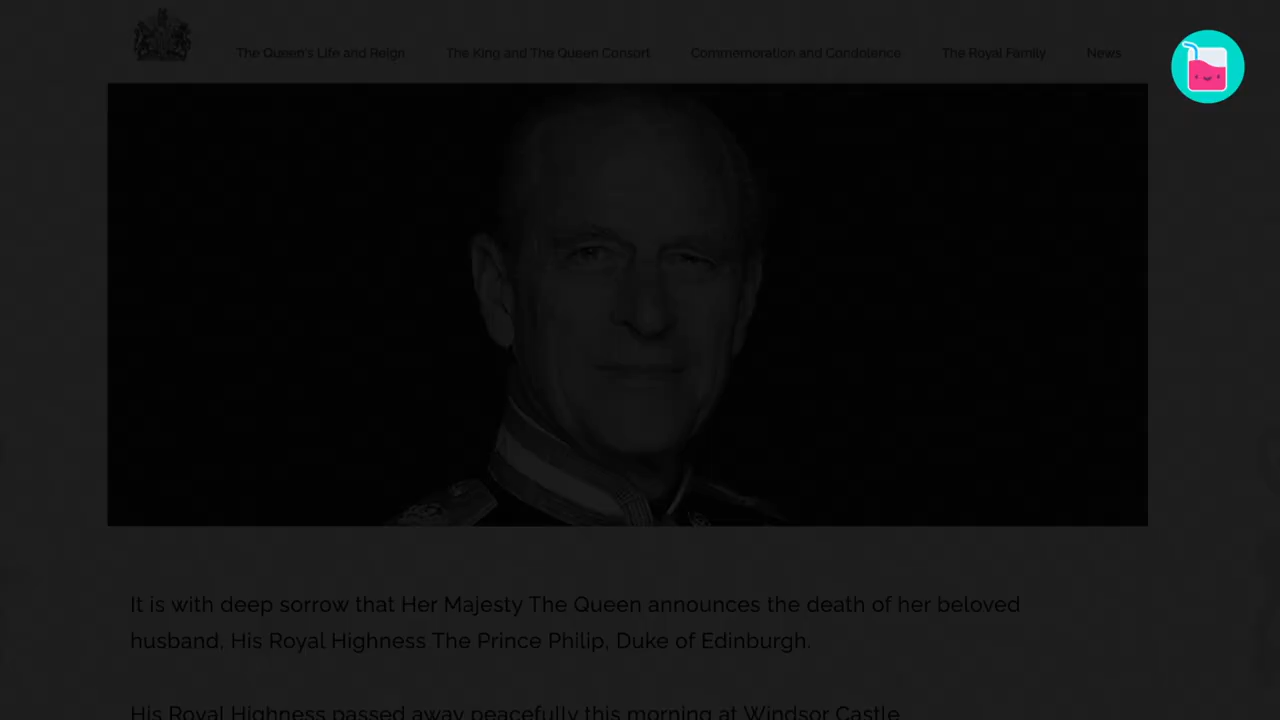 The Queen's Life and Reign The King and The Queen Consort Commemoration and Condolence The Royal Family News
It is with deep sorrow that Her Majesty The Queen announces the death of her beloved
husband, His Royal Highness The Prince Philip, Duke of Edinburgh.
His Royal Highness passed away peacefully this morning at Windsor Castle.